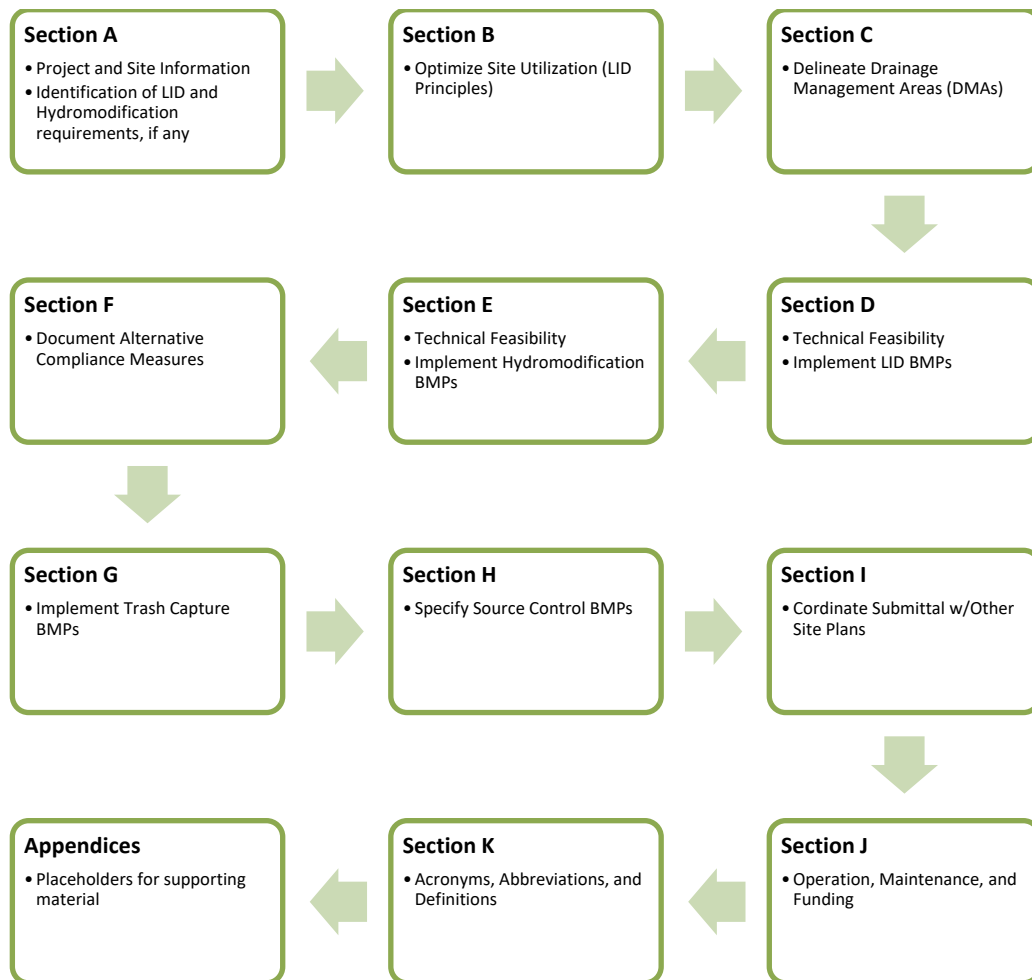 Section A
• Project and Site Information
• Identification of LID and
Hydromodification
requirements, if any
Section B
• Optimize Site Utilization (LID
Principles)
Section C
• Delineate Drainage
Management Areas (DMAs)
Section D
• Technical Feasibility
• Implement LID BMPs
Section E
• Technical Feasibility
• Implement Hydromodification
BMPs
Section F
• Document Alternative
Compliance Measures
Section G
• Implement Trash Capture
BMPs
Section H
• Specify Source Control BMPs
Section I
• Cordinate Submittal w/Other
Site Plans
Section J
• Operation, Maintenance, and
Funding
Section K
• Acronyms, Abbreviations, and
Definitions
Appendices
• Placeholders for supporting
material